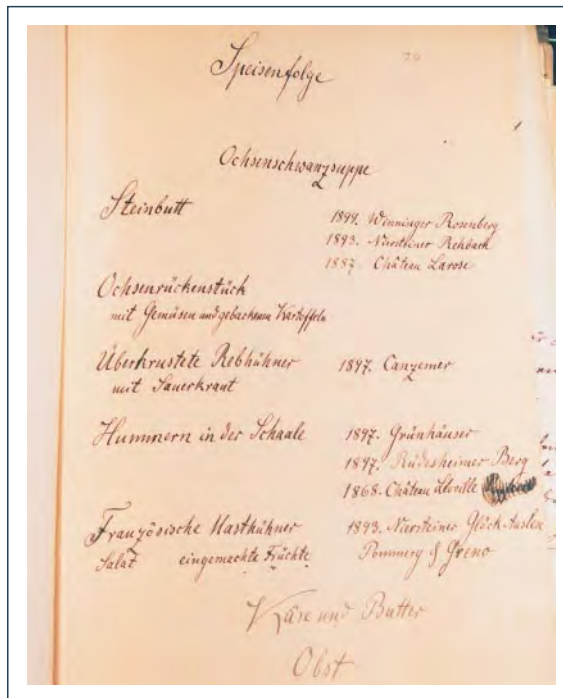 Speisenfolge 20
Ochsenschwanzsuppe
Steinbutt
1899. Winninger Rosenberg
1893. Niersteiner Rehbach
1887. Château Larose
Ochsenrückenstück
mit Gemüsen und gebackenen Kartoffeln
Überkrustete Rebhühner 1897. Canzemer
mit Sauerkraut
Hummern in der Schaale 1897. Grünhäuser
1897. Rüdesheimer Berg
1868. Château Léoville
Französische Masthühner 1893. Niersteiner Glöck Auslese
Salat eingemachte Früchte Pommery & Greno
Käse und Butter
Obst